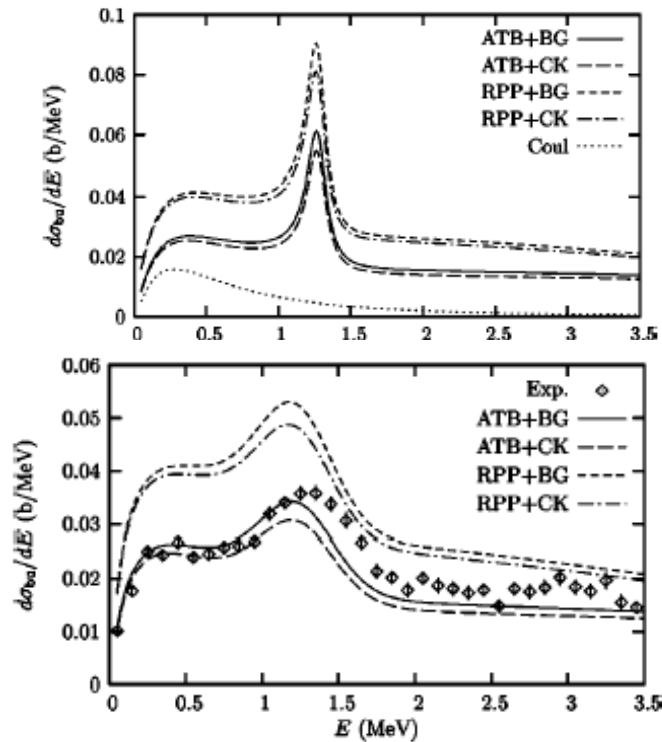 0.1
0.08
0.06
0.04
0.02
0
dσbu/dE (b/MeV)
ATB+BG
ATB+CK
RPP+BG
RPP+CK
Coul
0 0.5 1 1.5 2 2.5 3 3.5
0.06
0.05
0.04
0.03
0.02
0.01
0
dσbu/dE (b/MeV)
Exp.
ATB+BG
ATB+CK
RPP+BG
RPP+CK
0 0.5 1 1.5 2 2.5 3 3.5
E (MeV)